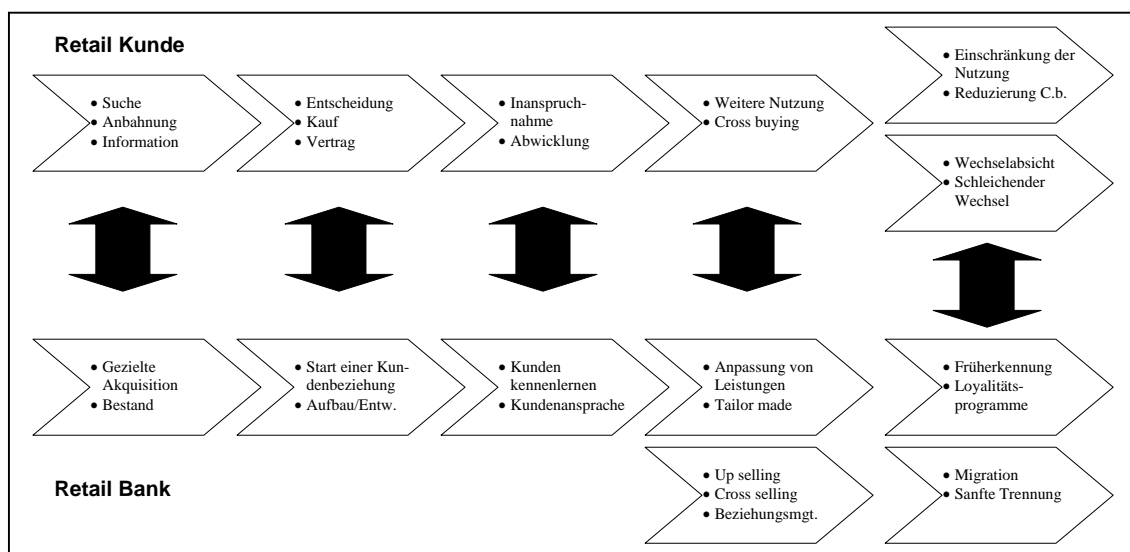 Retail Kunde
• Suche
• Anbahnung
• Information
• Entscheidung
• Kauf
• Vertrag
• Inanspruch-
nahme
• Abwicklung
• Weitere Nutzung
• Cross buying
• Einschränkung der
Nutzung
• Reduzierung C.b.
• Wechselabsicht
• Schleichender
Wechsel
• Gezielte
Akquisition
• Bestand
• Start einer Kun-
denbeziehung
• Aufbau/Entw.
• Kunden
kennenlernen
• Kundenansprache
• Anpassung von
Leistungen
• Tailor made
• Früherkennung
• Loyalitäts-
programme
Retail Bank
• Up selling
• Cross selling
• Beziehungsmgt.
• Migration
• Sanfte Trennung